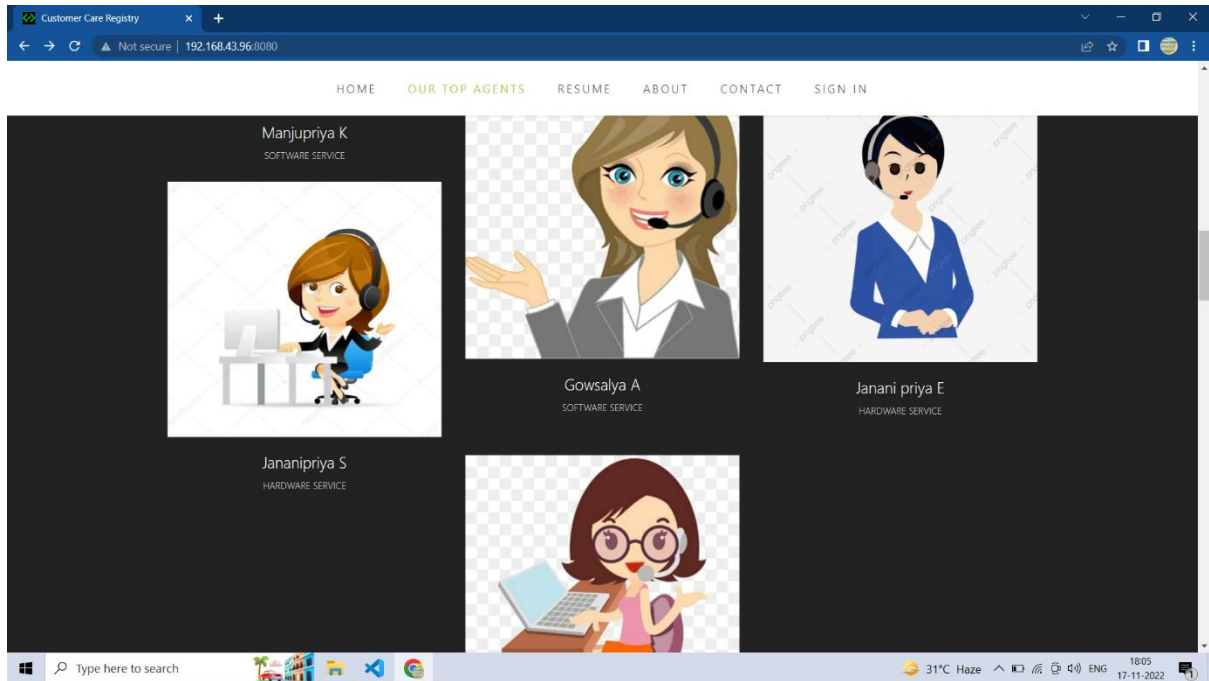 Customer Care Registry
Not secure | 192.168.43.96:8080
HOME OUR TOP AGENTS RESUME ABOUT CONTACT SIGN IN
Manjupriya K
SOFTWARE SERVICE
Jananipriya S
HARDWARE SERVICE
Gowsalya A
SOFTWARE SERVICE
pngtree
Janani priya E
HARDWARE SERVICE
Type here to search
31°C Haze
ENG
18:05
17-11-2022
1